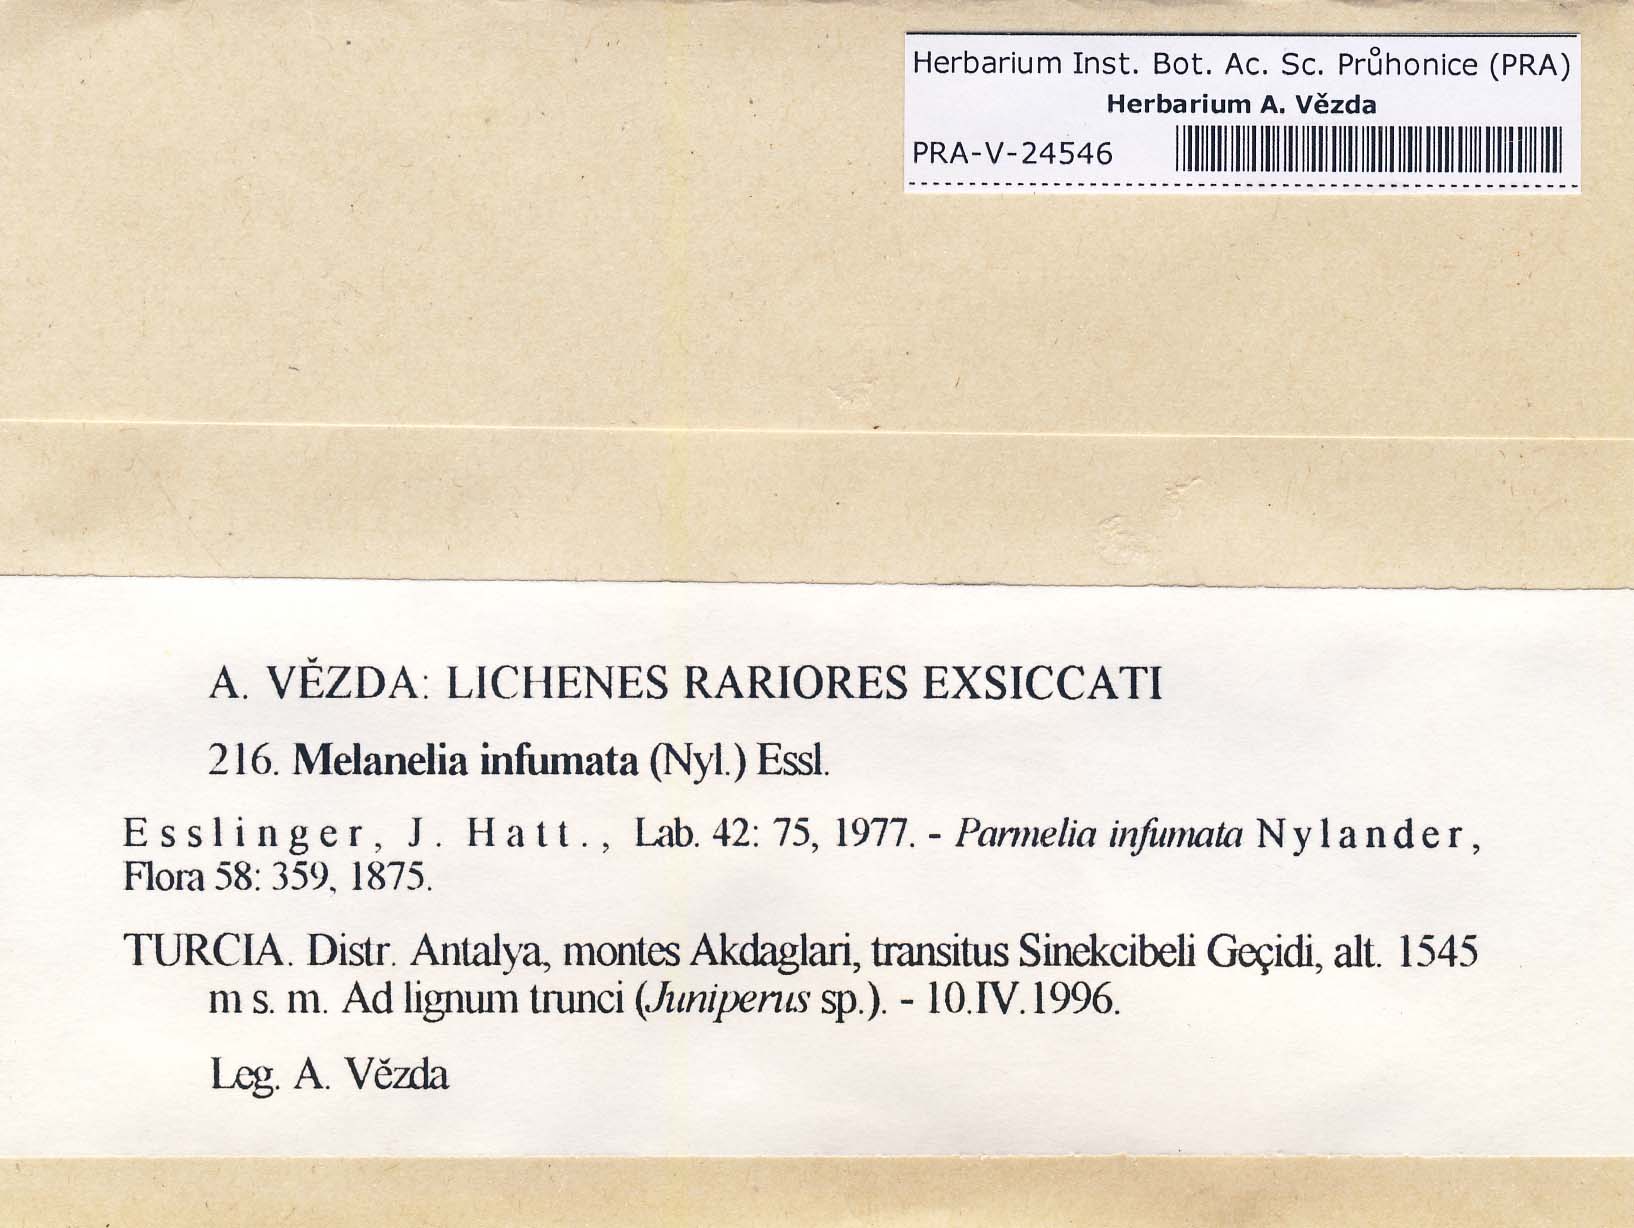 Herbarium Inst. Bot. Ac. Sc. Průhonice (PRA)
Herbarium A. Vězda
PRA-V-24546
A. VĚZDA: LICHENES RARIORES EXSICCATI
216. Melanelia infumata (Nyl.) Essl.
Esslinger, J. Hatt., Lab. 42: 75, 1977. - Parmelia infumata Nylander,
Flora 58: 359, 1875.
TURCIA. Distr. Antalya, montes Akdaglari, transitus Sinekcibeli Geçidi, alt. 1545
m s. m. Ad lignum trunci (Juniperus sp.). - 10.IV.1996.
Leg. A. Vězda